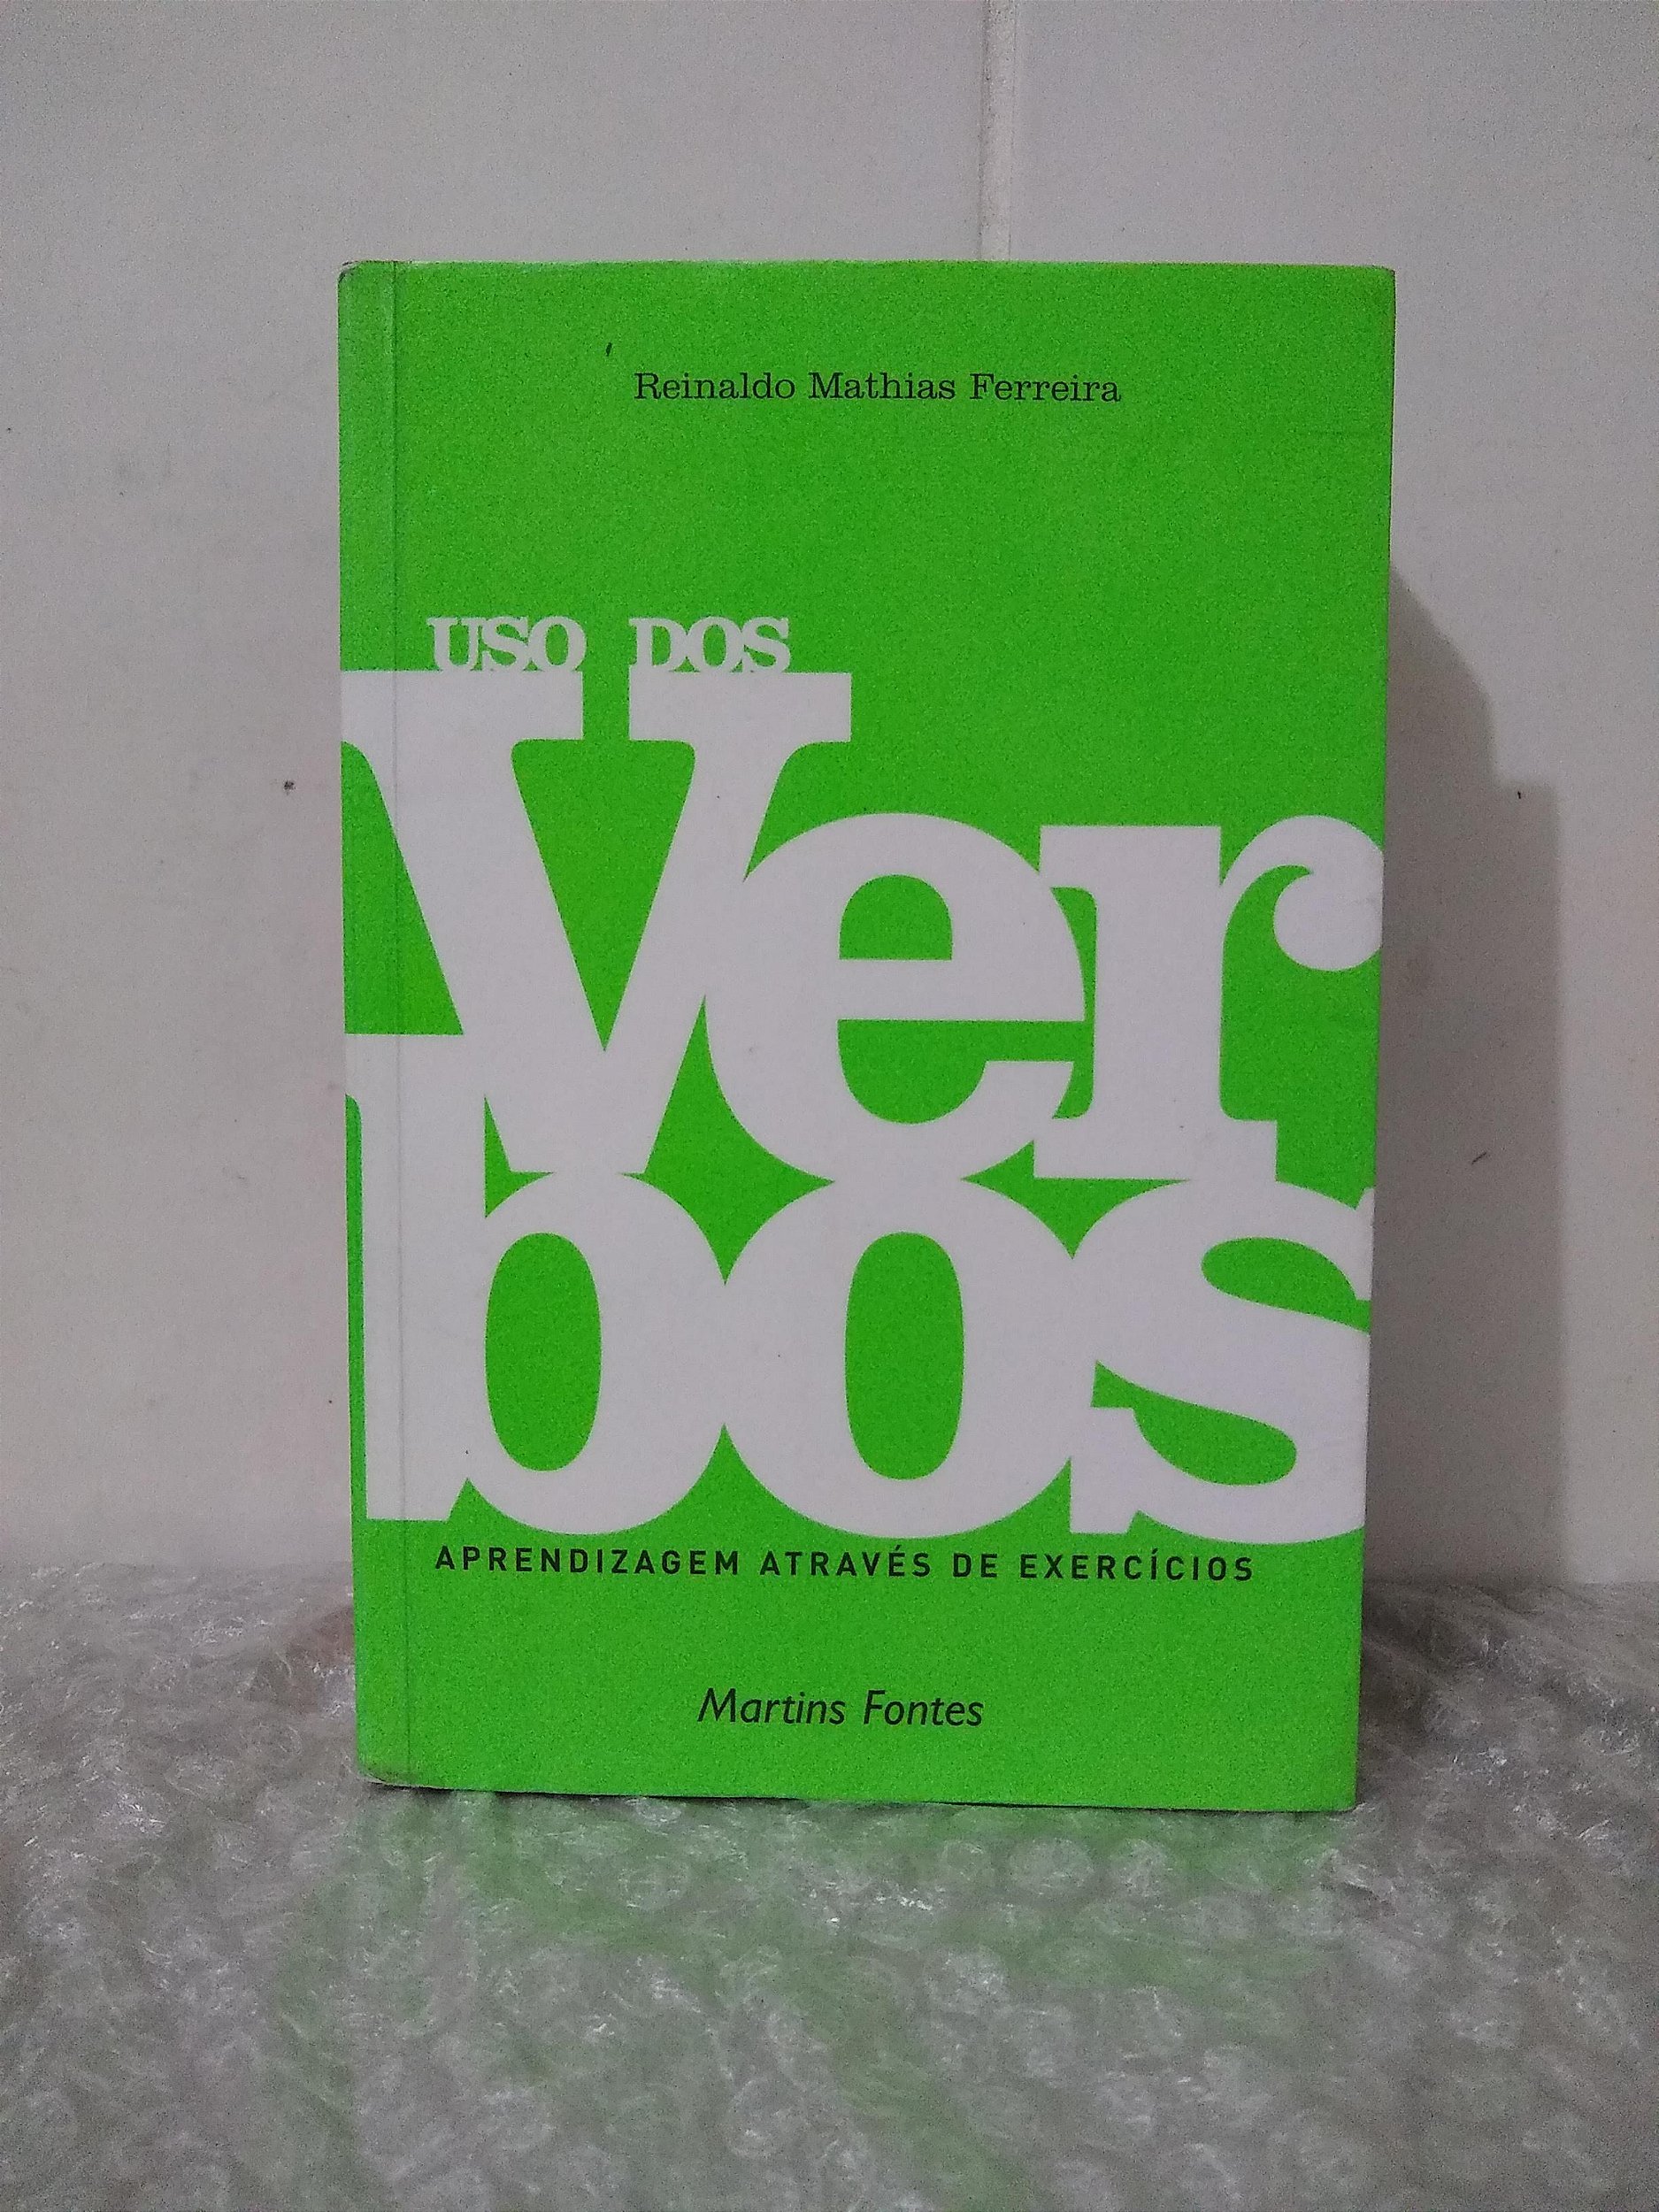 Reinaldo Mathias Ferreira
USO DOS
Ver
bos
APRENDIZAGEM ATRAVÉS DE EXERCÍCIOS
Martins Fontes